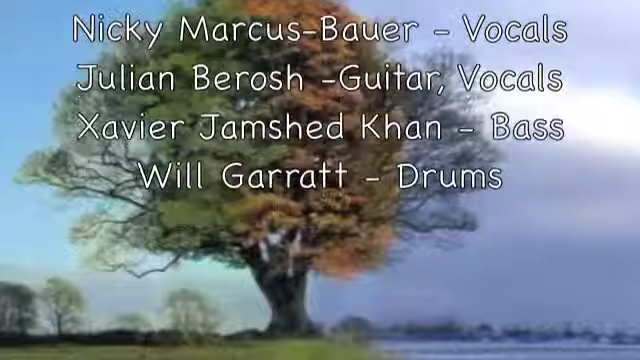 Nicky Marcus-Bauer - Vocals
Julian Berosh -Guitar, Vocals
Xavier Jamshed Khan - Bass
Will Garratt - Drums